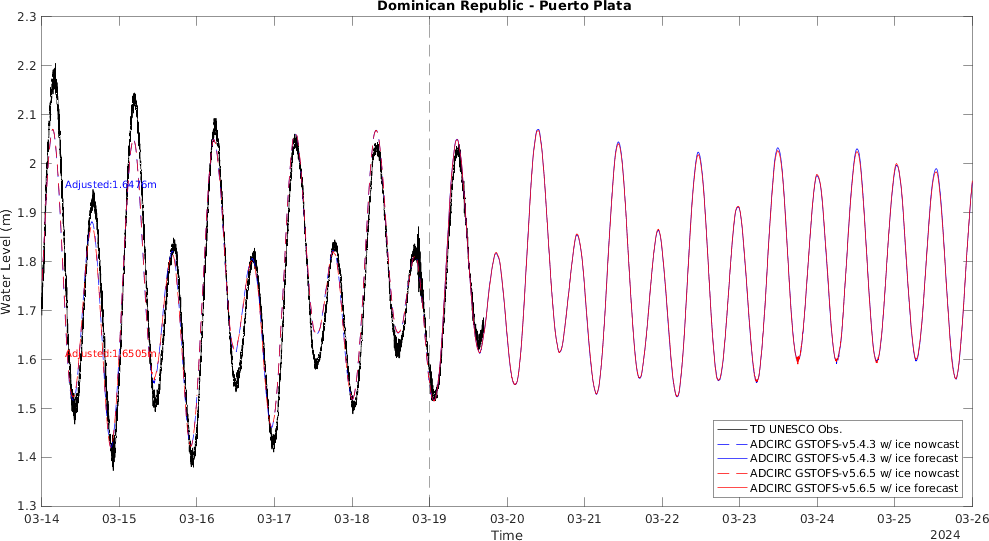 Dominican Republic - Puerto Plata
2.3
2.2
2.1
2
1.9
1.8
1.7
1.6
1.5
1.4
1.3
Water Level (m)
Adjusted:1.6476m
Adjusted:1.6505m
TD UNESCO Obs.
ADCIRC GSTOFS-v5.4.3 w/ ice nowcast
ADCIRC GSTOFS-v5.4.3 w/ ice forecast
ADCIRC GSTOFS-v5.6.5 w/ ice nowcast
ADCIRC GSTOFS-v5.6.5 w/ ice forecast
03-14 03-15 03-16 03-17 03-18 03-19 03-20 03-21 03-22 03-23 03-24 03-25 03-26
Time 2024